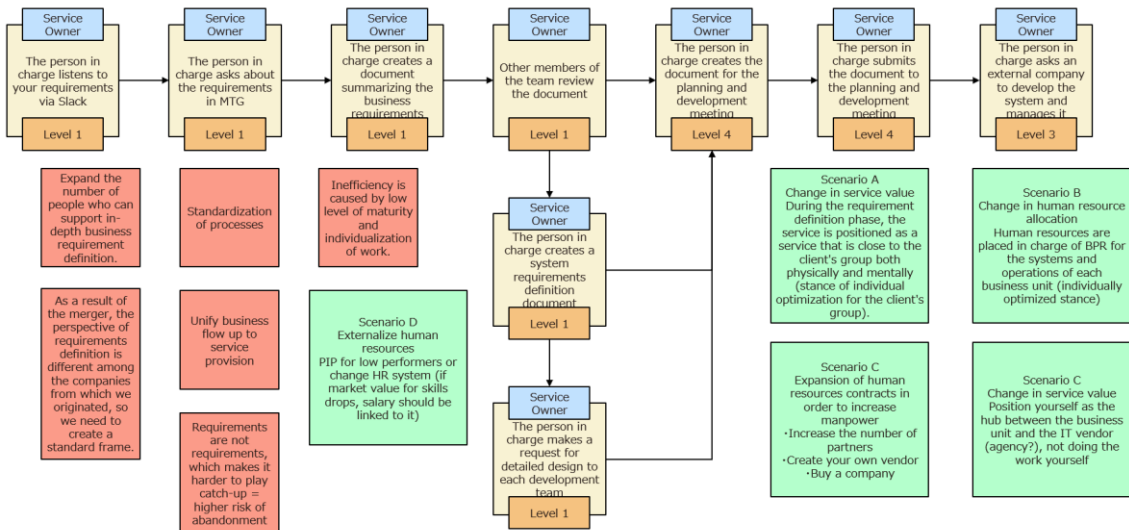 Service
Owner
The person in
charge listens to
your requirements
via Slack
Level 1
Service
Owner
The person in
charge asks about
the requirements
in MTG
Level 1
Service
Owner
The person in
charge creates a
document
summarizing the
business
requirements
Level 1
Service
Owner
Other members of
the team review the
document
Level 1
Service
Owner
The person in
charge creates the
document for the
planning and
development
meeting
Level 4
Service
Owner
The person in
charge submits the
document to the
planning and
development
meeting
Level 4
Service
Owner
The person in
charge asks an
external company
to develop the
system and
manages it
Level 3
Expand the
number of
people who can
support in-
depth business
requirement
definition.
Standardization
of processes
Inefficiency is
caused by low
level of maturity
and
individualization
of work.
As a result of
the merger, the
perspective of
requirements
definition is
different among
the companies
from which we
originated, so
we need to
create a
standard frame.
Unify business
flow up to
service
provision
Requirements
are not
requirements,
which makes it
harder to play
catch-up =
higher risk of
abandonment
Scenario D
Externalize human
resources
PIP for low performers or
change HR system (if
market value for skills
drops, salary should be
linked to it)
Service
Owner
The person in
charge creates a
system
requirements
definition
document
Level 1
Service
Owner
The person in
charge makes a
request for
detailed design to
each development
team
Level 1
Scenario A
Change in service value
During the requirement
definition phase, the
service is positioned as a
service that is close to the
client's group both
physically and mentally
(stance of individual
optimization for the client's
group).
Scenario B
Change in human resource
allocation
Human resources are
placed in charge of BPR for
the systems and
operations of each
business unit (individually
optimized stance)
Scenario C
Expansion of human
resources contracts in
order to increase
manpower
・Increase the number of
partners
・Create your own vendor
・Buy a company
Scenario C
Change in service value
Position yourself as the
hub between the business
unit and the IT vendor
(agency?), not doing the
work yourself